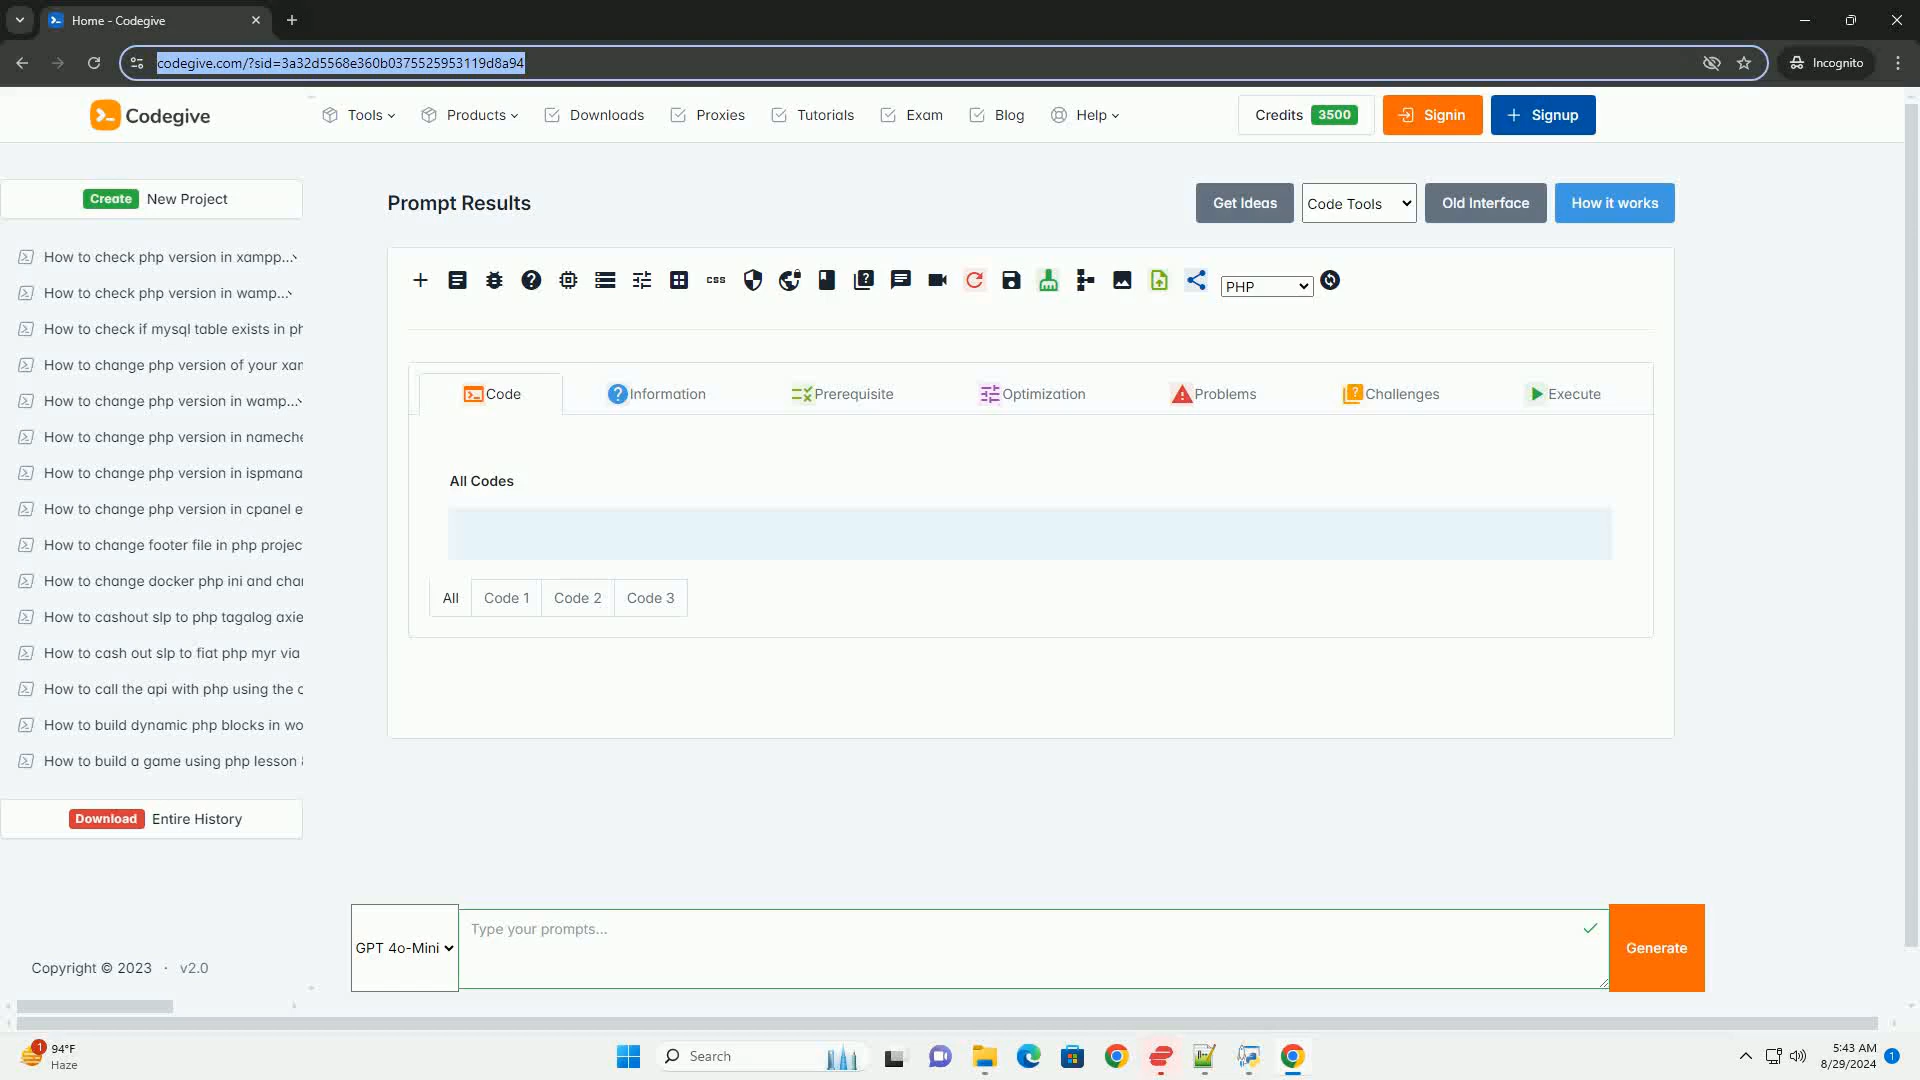 Home - Codegive
codegive.com/?sid=3a32d5568e360b0375525953119d8a94
Incognito
Codegive
Tools
Products
Downloads
Proxies
Tutorials
Exam
Blog
Help
Credits 3500
Signin
Signup
Create New Project
How to check php version in xampp...
How to check php version in wamp...
How to check if mysql table exists in ph
How to change php version of your xam
How to change php version in wamp...
How to change php version in nameche
How to change php version in ispmana
How to change php version in cpanel e
How to change footer file in php projec
How to change docker php ini and char
How to cashout slp to php tagalog axie
How to cash out slp to fiat php myr via
How to call the api with php using the c
How to build dynamic php blocks in wo
How to build a game using php lesson
Download Entire History
Copyright © 2023 · v2.0
Prompt Results
Get Ideas
Code Tools
Old Interface
How it works
css
PHP
Code
Information
Prerequisite
Optimization
Problems
Challenges
Execute
All Codes
All
Code 1
Code 2
Code 3
GPT 4o-Mini
Type your prompts...
Generate
1
94°F
Haze
Search
5:43 AM
8/29/2024
1